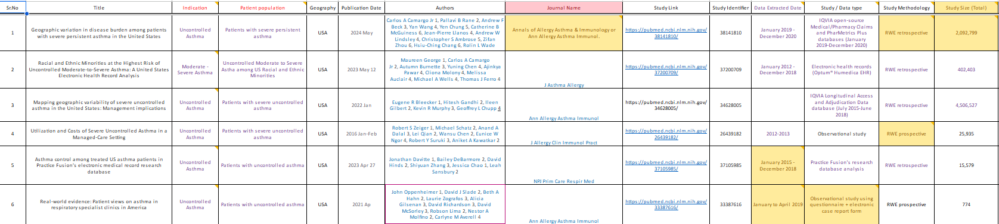 Sr.No Title Indication Patient population Geography Publication Date Authors Journal Name Study Link Study Identifier Data Extracted Date Study / Data type Study Methodology Study Size (Total)
1
Geographic variation in disease burden among patients
with severe persistent asthma in the United States
Uncontrolled
Asthma
Patients with severe persistent
asthma
USA
2024 May
Carlos A Camargo Jr 1, Pallavi B Rane 2, Andrew F
Beck 3, Yan Wang 4, Yen Chung 5, Catherine B
McGuiness 6, Jean-Pierre Llanos 4, Andrew W
Lindsley 4, Christopher S Ambrose 5, Zifan
Zhou 6, Hsiu-Ching Chang 6, Rolin L Wade
Annals of Allergy Asthma & Immunology or
Ann Allergy Asthma Immunol.
https://pubmed.ncbi.nlm.nih.gov/
38141810/
38141810
January 2019 -
December 2020
IQVIA open-source
Medical/Pharmacy Claims
and PharMetrics Plus
databases (January
2019-December 2020)
RWE retrospective
2,092,799
2
Racial and Ethnic Minorities at the Highest Risk of
Uncontrolled Moderate-to-Severe Asthma: A United States
Electronic Health Record Analysis
Moderate -
Severe Asthma
Uncontrolled Moderate to Severe
Astha among US Racial and Ethnic
Minorities
USA
2023 May 12
Maureen George 1, Carlos A Camargo
Jr 2, Autumn Burnette 3, Yuning Chen 4, Ajinkya
Pawar 4, Cliona Molony 4, Melissa
Auclair 4, Michael A Wells 4, Thomas J Ferro 4
J Asthma Allergy
https://pubmed.ncbi.nlm.nih.gov/
37200709/
37200709
January 2012 -
December 2018
Electronic health records
(Optum® Humedica EHR)
RWE retrospective
402,403
3
Mapping geographic variability of severe uncontrolled
asthma in the United States: Management implications
Uncontrolled
Asthma
Patients with severe uncontrolled
asthma
USA
2022 Jan
Eugene R Bleecker 1, Hitesh Gandhi 2, Ileen
Gilbert 2, Kevin R Murphy 3, Geoffrey L Chupp 4
Ann Allergy Asthma Immunol
https://pubmed.ncbi.nlm.nih.gov/
34628005/
34628005
IQVIA Longitudinal Access
and Adjudication Data
database (July 2015-June
2018)
RWE retrospective
4,506,527
4
Utilization and Costs of Severe Uncontrolled Asthma in a
Managed-Care Setting
Uncontrolled
Asthma
Patients with severe uncontrolled
asthma
USA
2016 Jan-Feb
Robert S Zeiger 1, Michael Schatz 2, Anand A
Dalal 3, Lei Qian 2, Wansu Chen 2, Eunice W
Ngor 4, Robert Y Suruki 3, Aniket A Kawatkar 2
J Allergy Clin Immunol Pract
https://pubmed.ncbi.nlm.nih.gov/
26439182/
26439182
2012-2013
Observational study
RWE prospective
25,935
5
Asthma control among treated US asthma patients in
Practice Fusion's electronic medical record research
database
Uncontrolled
Asthma
Patients with uncontrolled asthma
USA
2023 Apr 27
Jonathan Davitte 1, Bailey DeBarmore 2, David
Hinds 2, Shiyuan Zhang 3, Jessica Chao 1, Leah
Sansbury 2
NPJ Prim Care Respir Med
https://pubmed.ncbi.nlm.nih.gov/
37105985/
37105985
January 2015 -
December 2018
Practice Fusion's research
database analysis
RWE retrospective
15,579
6
Real-world evidence: Patient views on asthma in
respiratory specialist clinics in America
Uncontrolled
Asthma
Patients with uncontrolled asthma
USA
2021 Ap
John Oppenheimer 1, David J Slade 2, Beth A
Hahn 2, Laurie Zografos 3, Alicia
Gilsenan 3, David Richardson 3, David
McSorley 3, Robson Lima 2, Nestor A
Molfino 2, Carlyne M Averell 4
Ann Allergy Asthma Immunol
https://pubmed.ncbi.nlm.nih.gov/
33387616/
33387616
January to April 2019
Observational study using
questionnaire + electronic
case report form
RWE prospective
774